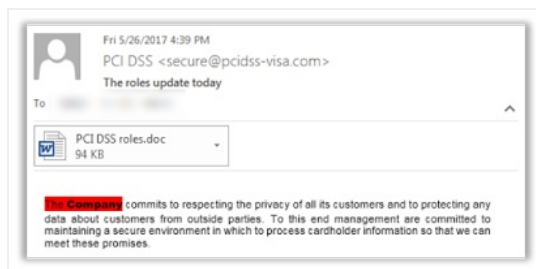 Fri 5/26/2017 4:39 PM
PCI DSS <secure@pcidss-visa.com>
The roles update today
To
PCI DSS roles.doc
94 KB
The Company commits to respecting the privacy of all its customers and to protecting any
data about customers from outside parties. To this end management are committed to
maintaining a secure environment in which to process cardholder information so that we can
meet these promises.